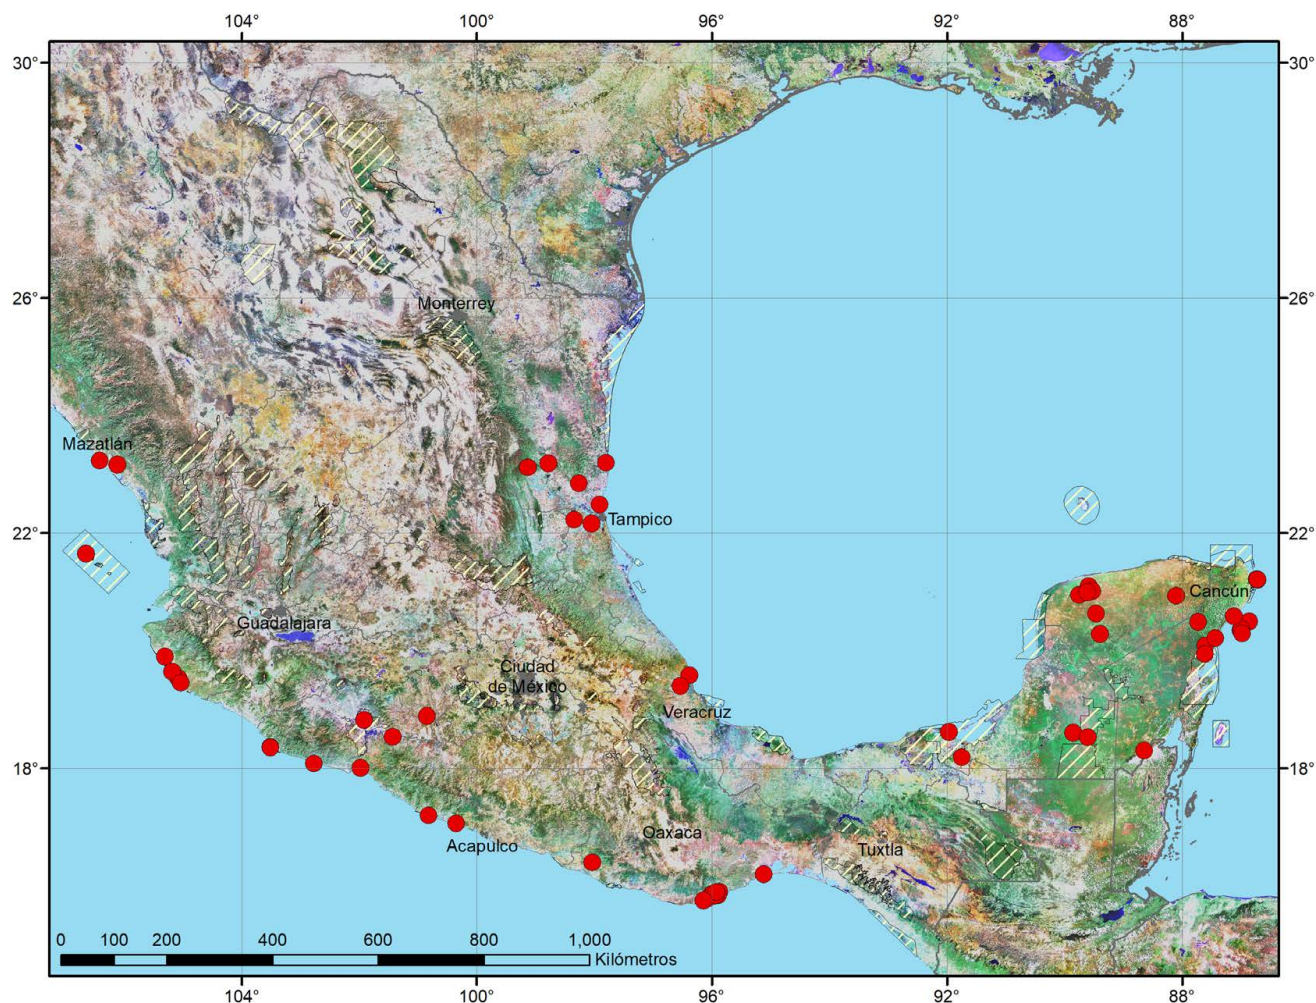 104° 100° 96° 92° 88°
30° 30°
26° 26°
Monterrey
Mazatlán
Tampico
22° 22°
Cancún
Guadalajara
Ciudad
de México
Veracruz
18° 18°
Oaxaca
Tuxtla
Acapulco
0 100 200 400 600 800 1,000
Kilómetros
104° 100° 96° 92° 88°